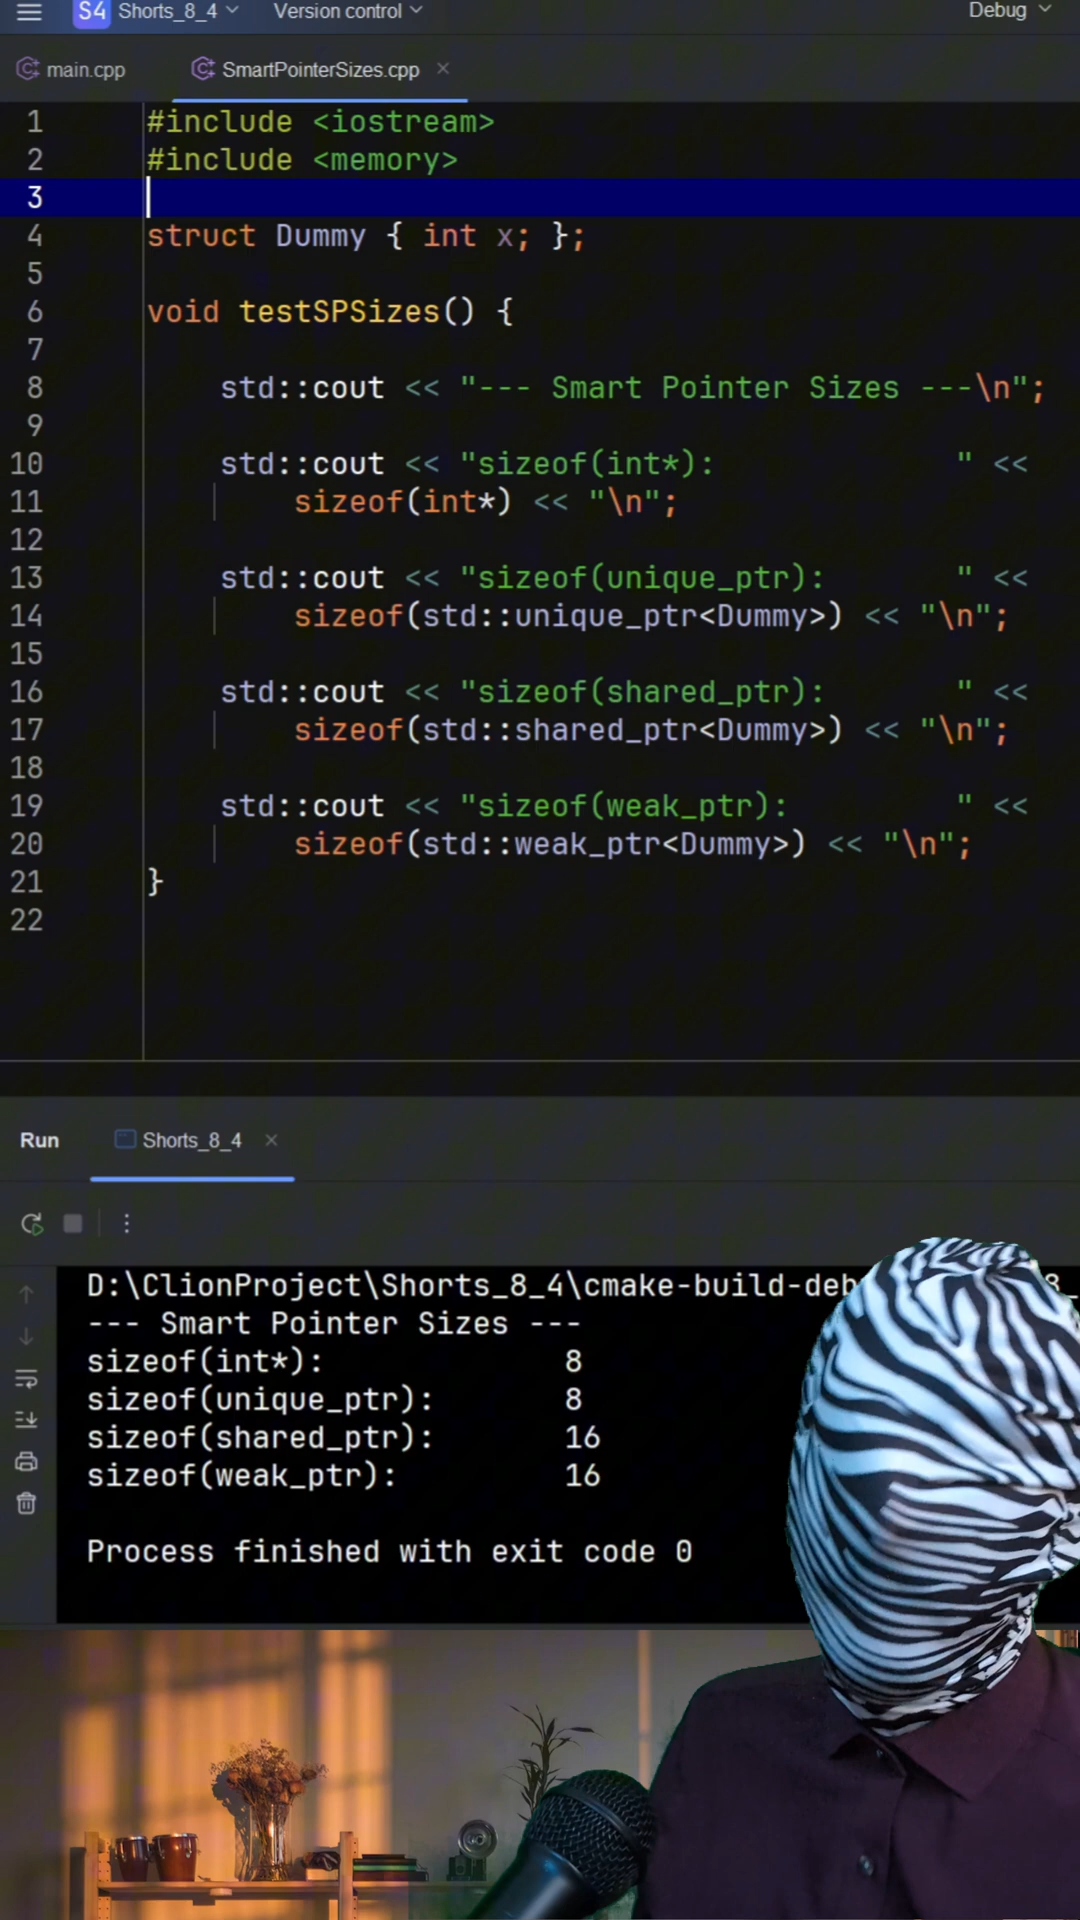 S4 Shorts_8_4 Version control Debug
main.cpp SmartPointerSizes.cpp
1 #include <iostream>
2 #include <memory>
3
4 struct Dummy { int x; };
5
6 void testSPSizes() {
7
8 std::cout << "--- Smart Pointer Sizes ---\n";
9
10 std::cout << "sizeof(int*):             " <<
11 sizeof(int*) << "\n";
12
13 std::cout << "sizeof(unique_ptr):       " <<
14 sizeof(std::unique_ptr<Dummy>) << "\n";
15
16 std::cout << "sizeof(shared_ptr):       " <<
17 sizeof(std::shared_ptr<Dummy>) << "\n";
18
19 std::cout << "sizeof(weak_ptr):         " <<
20 sizeof(std::weak_ptr<Dummy>) << "\n";
21 }
22
Run Shorts_8_4
D:\ClionProject\Shorts_8_4\cmake-build-deb
--- Smart Pointer Sizes ---
sizeof(int*):             8
sizeof(unique_ptr):       8
sizeof(shared_ptr):       16
sizeof(weak_ptr):         16
Process finished with exit code 0